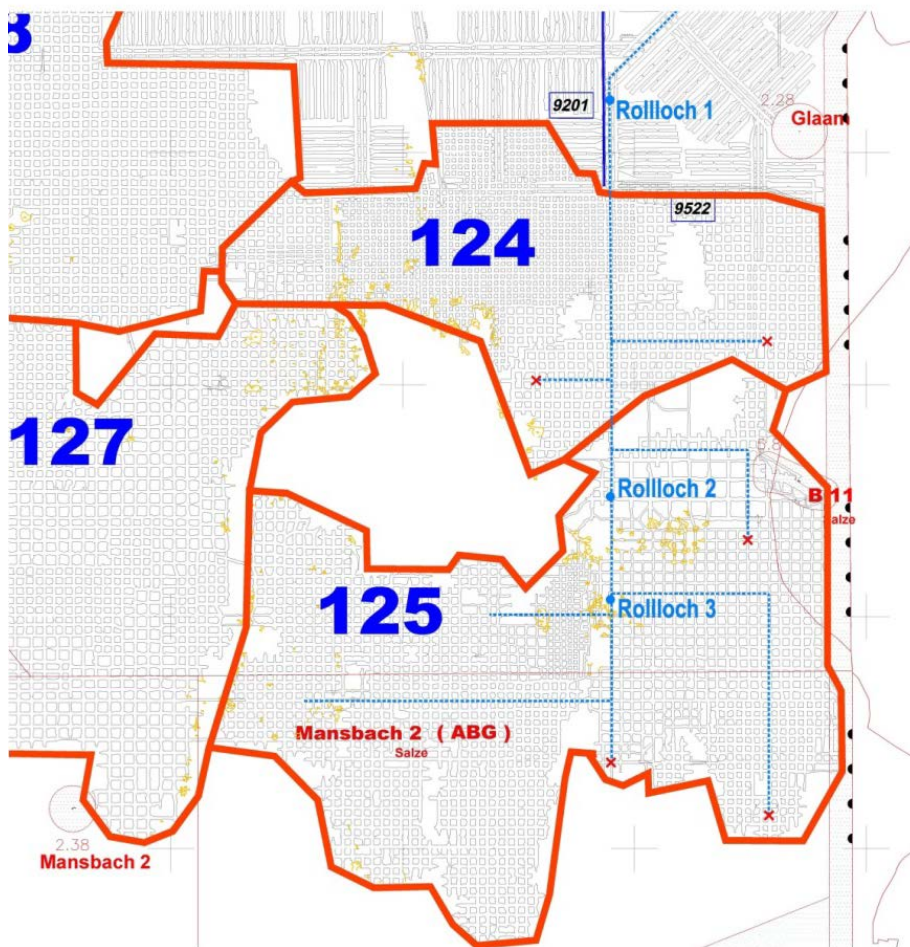 8
9201
Rollloch 1
2.28
Glaam
9522
124
127
Rollloch 2
B 11
Salze
125
Rollloch 3
Mansbach 2 ( ABG )
Salze
2.38
Mansbach 2